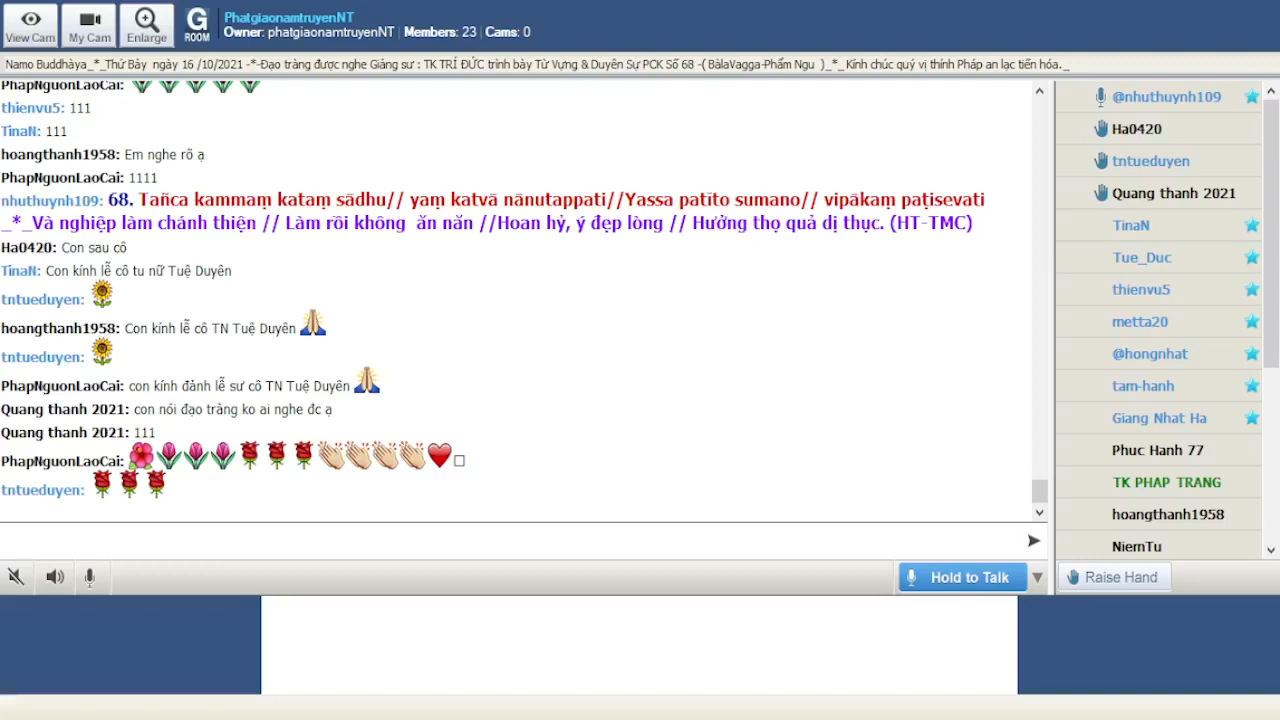 View Cam
My Cam
Enlarge
G
ROOM
PhatgiaonamtruyenNT
Owner: phatgiaonamtruyenNT | Members: 23 | Cams: 0
Namo Buddhàya_*_Thứ Bảy ngày 16 /10/2021 -*-Đạo tràng được nghe Giảng sư : TK TRÍ ĐỨC trình bày Từ Vựng & Duyên Sự PCK Số 68 -( BàlaVagga-Phẩm Ngu )_*_ Kính chúc quý vị thính Pháp an lạc tiến hóa._
PhapNguonLaoCai:
thienvu5: 111
TinaN: 111
hoangthanh1958: Em nghe rõ ạ
PhapNguonLaoCai: 1111
nhuthuynh109: 68. Tañca kammaṃ kataṃ sādhu// yaṃ katvā nānutappati//Yassa patīto sumano// vipākaṃ paṭisevati
_*_Và nghiệp làm chánh thiện // Làm rồi không ăn năn //Hoan hỷ, ý đẹp lòng // Hưởng thọ quả dị thục. (HT-TMC)
Ha0420: Con sau cô
TinaN: Con kính lễ cô tu nữ Tuệ Duyên
tntueduyen:
hoangthanh1958: Con kính lễ cô TN Tuệ Duyên
tntueduyen:
PhapNguonLaoCai: con kính đảnh lễ sư cô TN Tuệ Duyên
Quang thanh 2021: con nói đạo tràng ko ai nghe đc ạ
Quang thanh 2021: 111
PhapNguonLaoCai:
tntueduyen:
Hold to Talk
@nhuthuynh109
Ha0420
tntueduyen
Quang thanh 2021
TinaN
Tue_Duc
thienvu5
metta20
@hongnhat
tam-hanh
Giang Nhat Ha
Phuc Hanh 77
TK PHAP TRANG
hoangthanh1958
NiemTu
Raise Hand